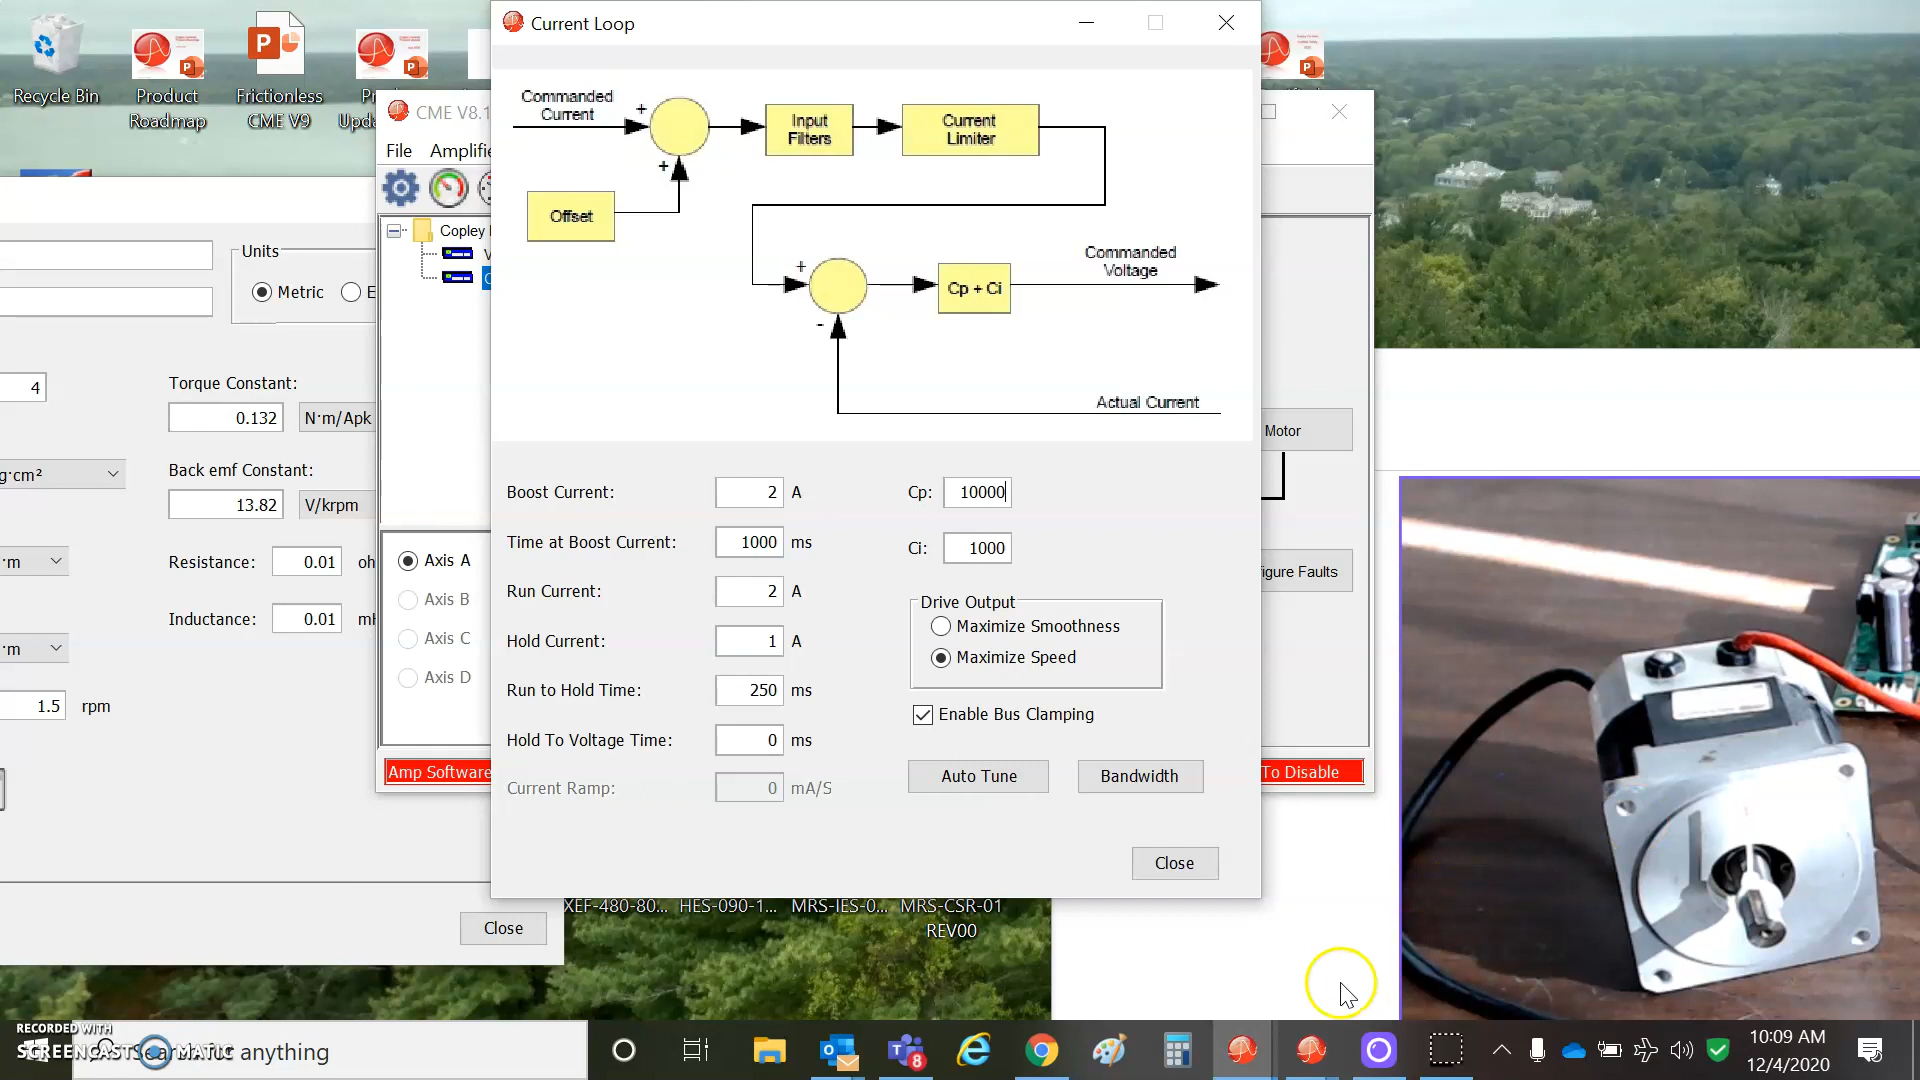 Recycle Bin
Product
Roadmap
Frictionless
CME V9
Pr
Upda
CME V8.1
File Amplifie
Copley
Current Loop
Commanded
Current
+
+
Offset
Input
Filters
Current
Limiter
+
-
Cp + Ci
Commanded
Voltage
Actual Current
Units
Metric E
4
Torque Constant:
0.132 N·m/Apk
g·cm²
Back emf Constant:
13.82 V/krpm
·m
Resistance: 0.01 oh
Inductance: 0.01
·m
1.5 rpm
Close
Axis A
Axis B
Axis C
Axis D
Amp Software
Boost Current: 2 A
Time at Boost Current: 1000 ms
Run Current: 2 A
Hold Current: 1 A
Run to Hold Time: 250 ms
Hold To Voltage Time: 0 ms
Current Ramp: 0 mA/S
Cp: 10000
Ci: 1000
Drive Output
Maximize Smoothness
Maximize Speed
Enable Bus Clamping
Auto Tune Bandwidth
Close
Motor
igure Faults
To Disable
XEF-480-80... HES-090-1... MRS-IES-0... MRS-CSR-01
REV00
RECORDED WITH
SCREENCAST MATIC
Sea anything
T
8
10:09 AM
12/4/2020